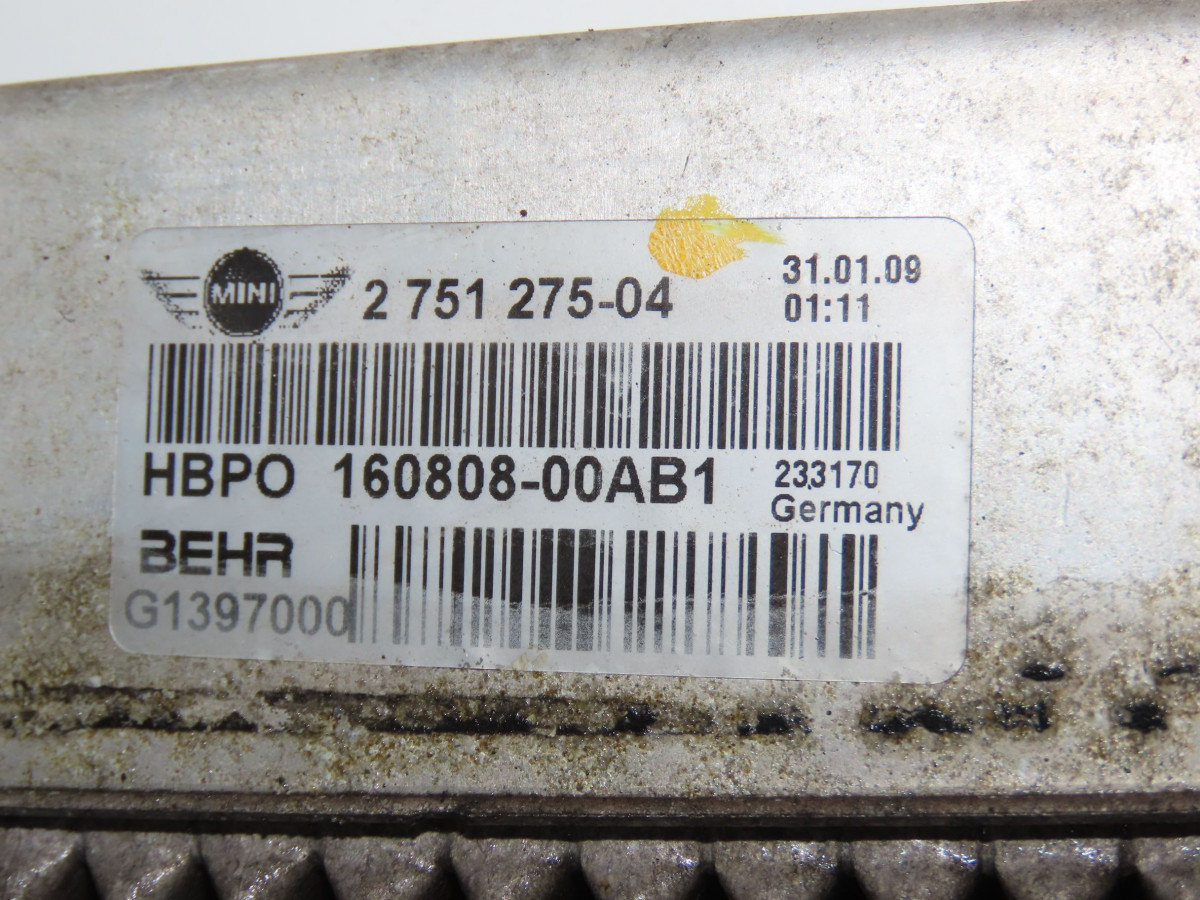 MINI 2 751 275-04 31.01.09
01:11
HBPO 160808-00AB1 233170
Germany
BEHR
G1397000